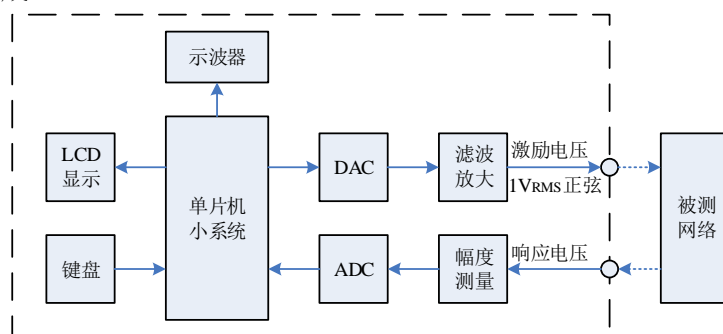 示波器
LCD
显示
键盘
单片机
小系统
DAC
滤波
放大
激励电压
1VRMS正弦
ADC
幅度
测量
响应电压
被测
网络